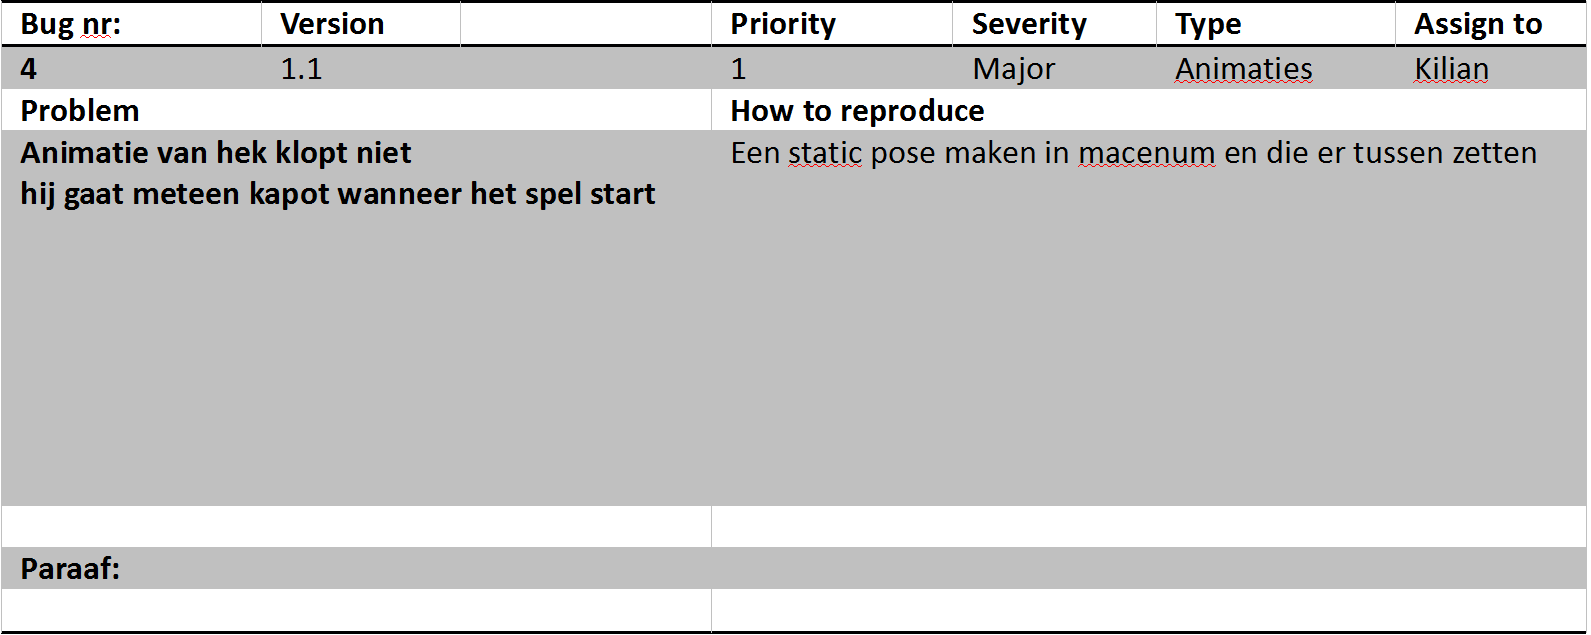 Bug nr: Version Priority Severity Type Assign to
4 1.1 1 Major Animaties Kilian
Problem How to reproduce
Animatie van hek klopt niet Een static pose maken in macenum en die er tussen zetten
hij gaat meteen kapot wanneer het spel start
Paraaf: